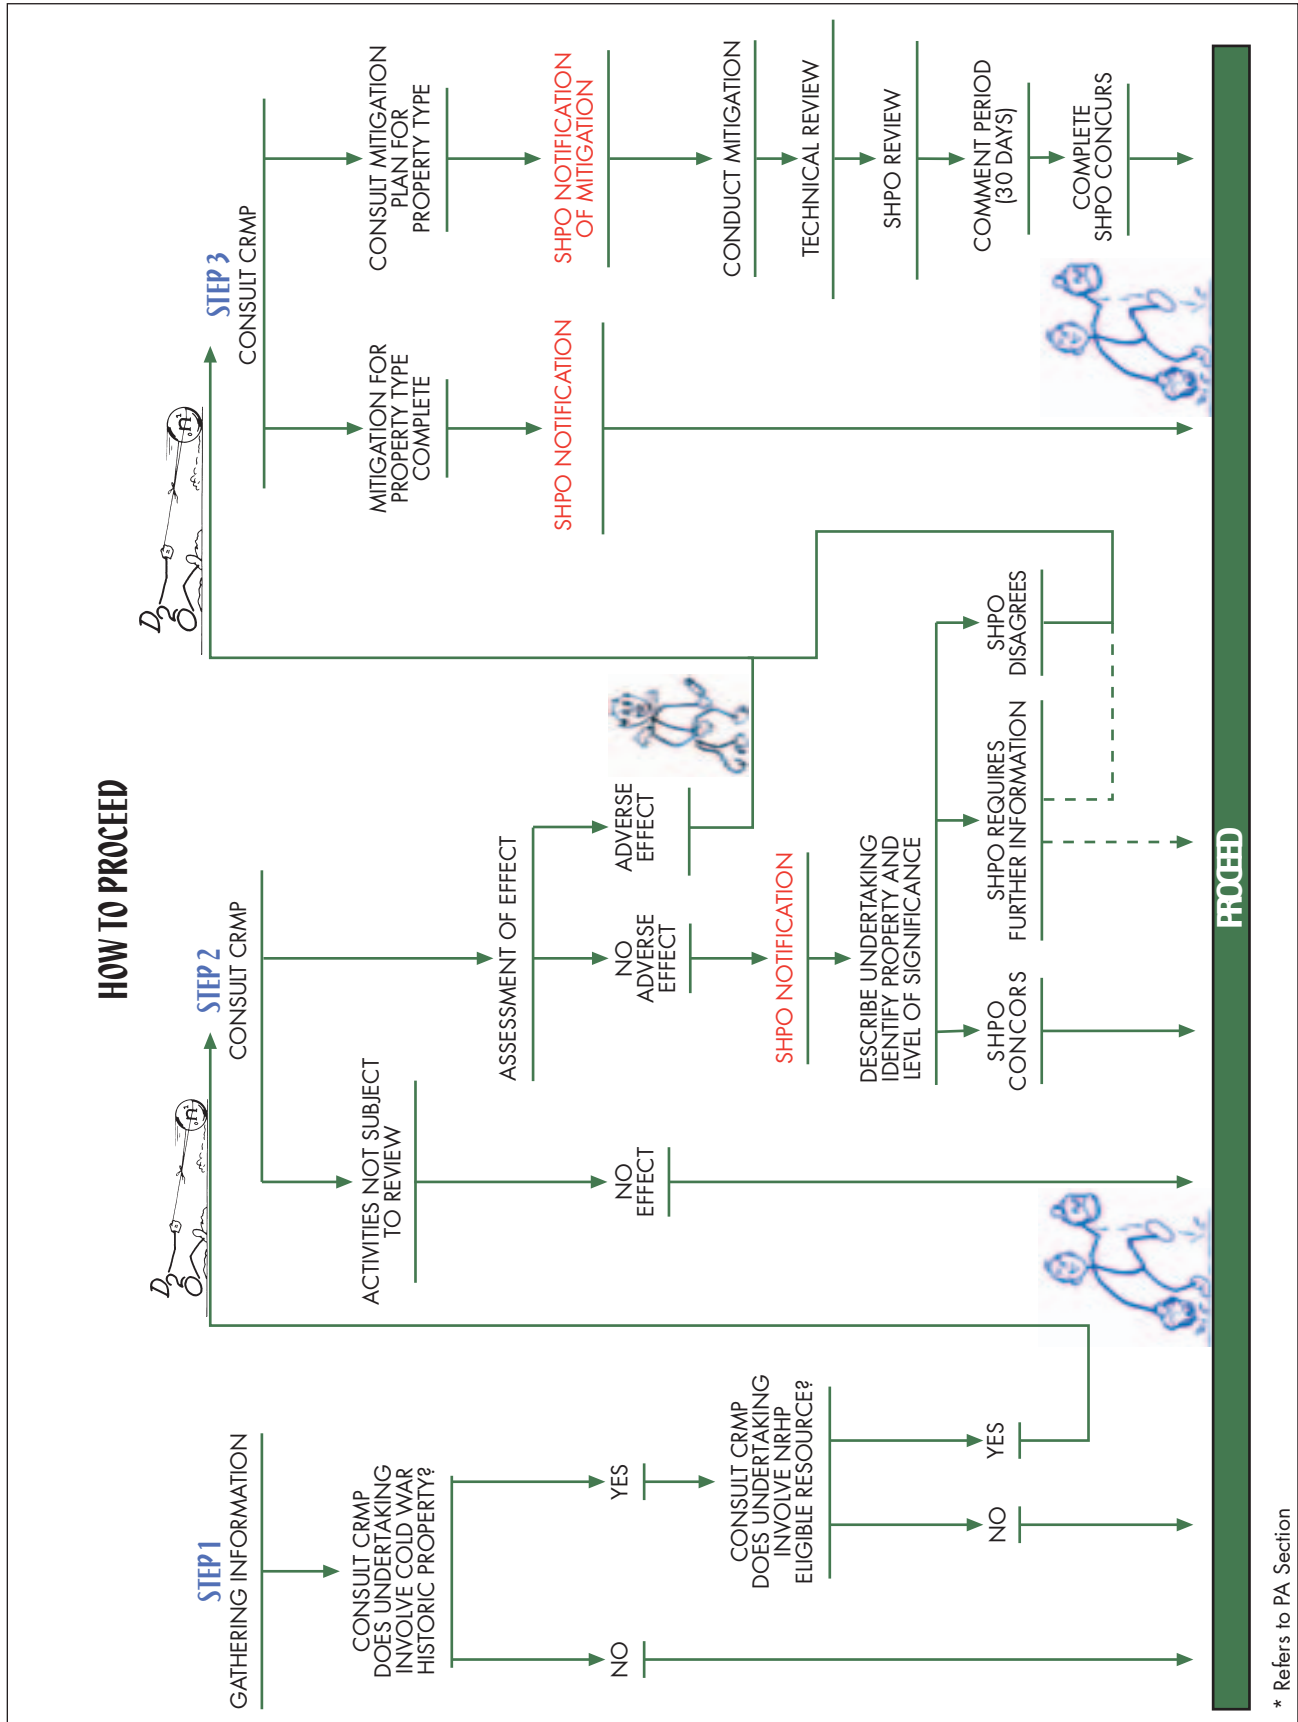 HOW TO PROCEED
STEP 1
GATHERING INFORMATION
CONSULT CRMP
DOES UNDERTAKING
INVOLVE COLD WAR
HISTORIC PROPERTY?
NO
YES
CONSULT CRMP
DOES UNDERTAKING
INVOLVE NRHP
ELIGIBLE RESOURCE?
NO
YES
STEP 2
CONSULT CRMP
ACTIVITIES NOT SUBJECT
TO REVIEW
NO
EFFECT
ASSESSMENT OF EFFECT
NO
ADVERSE
EFFECT
ADVERSE
EFFECT
SHPO NOTIFICATION
DESCRIBE UNDERTAKING
IDENTIFY PROPERTY AND
LEVEL OF SIGNIFICANCE
SHPO
CONCORS
SHPO REQUIRES
FURTHER INFORMATION
SHPO
DISAGREES
STEP 3
CONSULT CRMP
MITIGATION FOR
PROPERTY TYPE
COMPLETE
SHPO NOTIFICATION
CONSULT MITIGATION
PLAN FOR
PROPERTY TYPE
SHPO NOTIFICATION
OF MITIGATION
CONDUCT MITIGATION
TECHNICAL REVIEW
SHPO REVIEW
COMMENT PERIOD
(30 DAYS)
COMPLETE
SHPO CONCURS
PROCEED
* Refers to PA Section